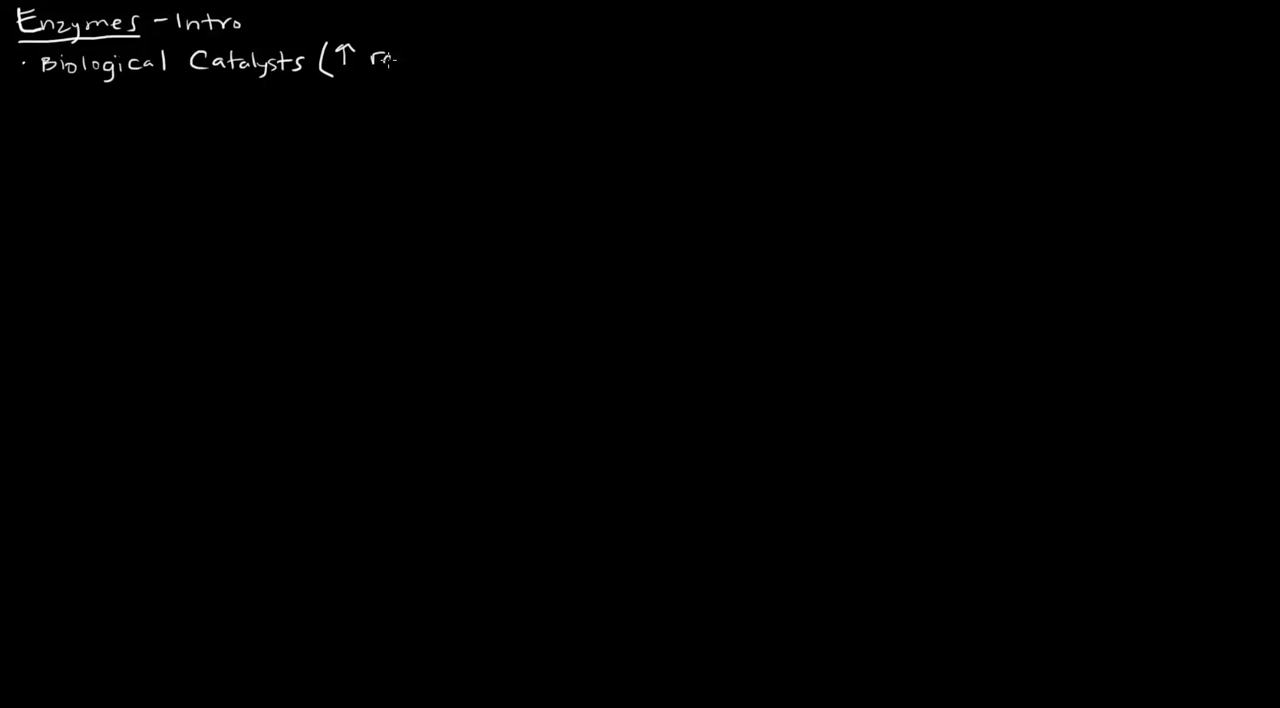 Enzymes - Intro
· Biological Catalysts (↑